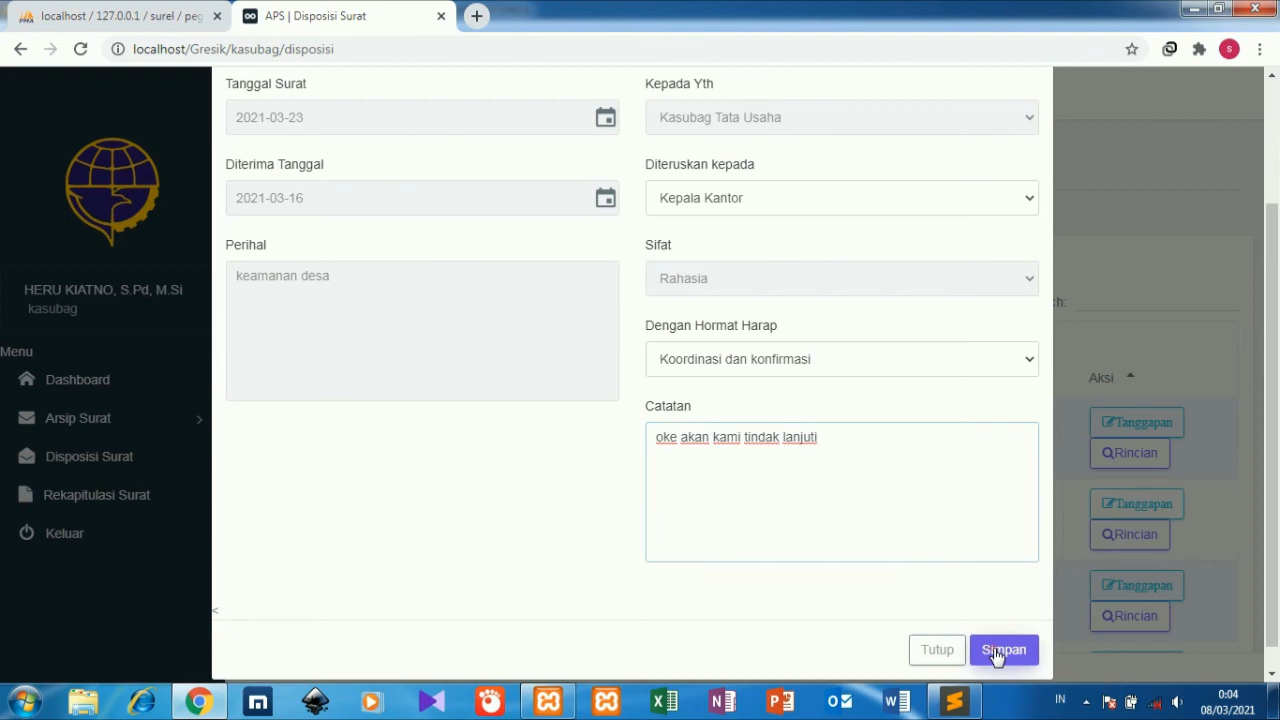 localhost / 127.0.0.1 / surel / peg
APS | Disposisi Surat
localhost/Gresik/kasubag/disposisi
s
HERU KIATNO, S.Pd, M.Si
kasubag
Menu
Dashboard
Arsip Surat
Disposisi Surat
Rekapitulasi Surat
Keluar
Tanggal Surat
2021-03-23
Diterima Tanggal
2021-03-16
Perihal
keamanan desa
Kepada Yth
Kasubag Tata Usaha
Diteruskan kepada
Kepala Kantor
Sifat
Rahasia
Dengan Hormat Harap
Koordinasi dan konfirmasi
Catatan
oke akan kami tindak lanjuti
<
Tutup
Simpan
ch:
Aksi
Tanggapan
Rincian
Tanggapan
Rincian
Tanggapan
Rincian
IN
0:04
08/03/2021